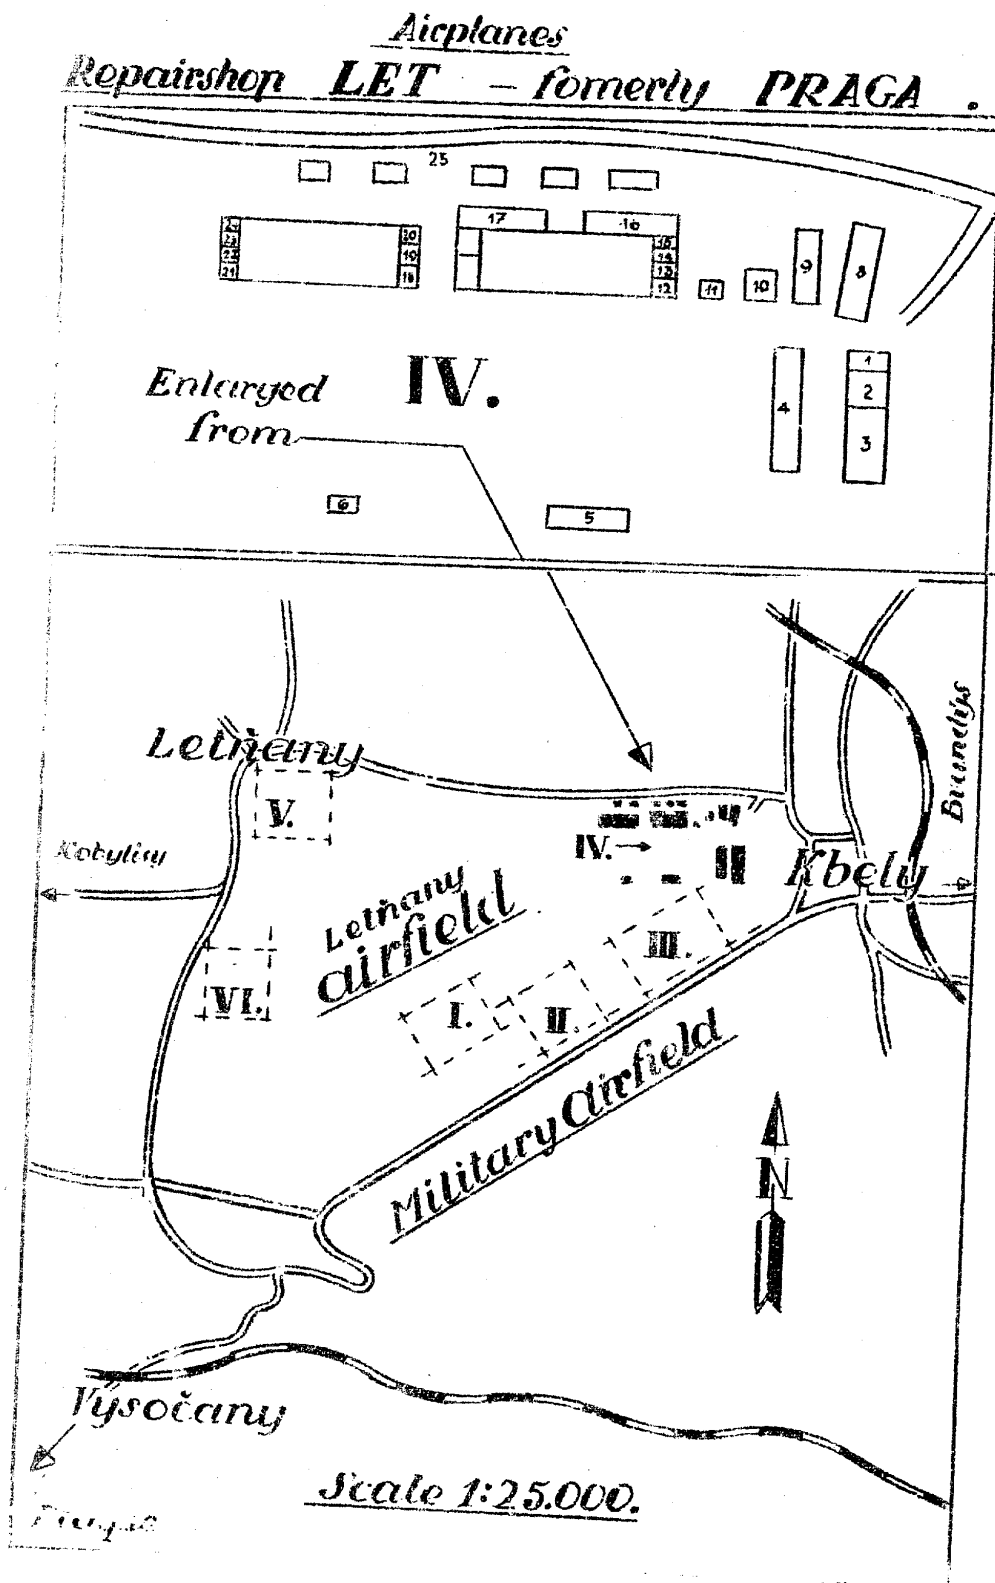 Airplanes
Repairshop LET – fomerly PRAGA .
25
17
16
24
23
22
21
20
19
18
15
14
13
12
11
10
9
8
Enlarged
from
IV.
1
2
3
4
6
5
Letňany
V.
IV.
Kobylisy
Kbely
Letňany
airfield
III.
VI.
I.
II.
Military airfield
N
Vysočany
Scale 1:25.000.